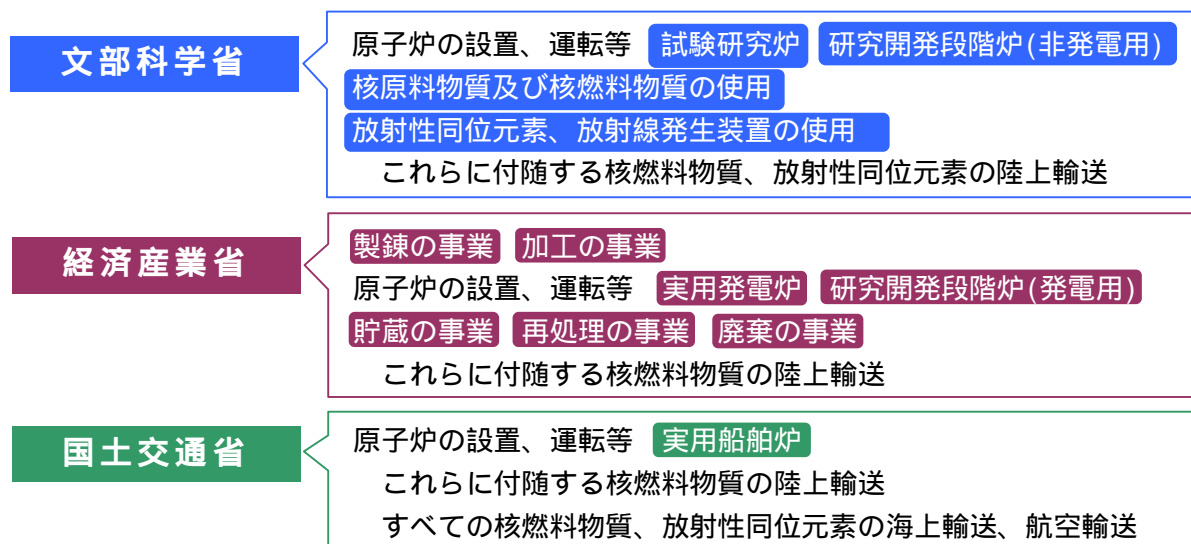 文部科学省
原子炉の設置、運転等 試験研究炉 研究開発段階炉(非発電用)
核原料物質及び核燃料物質の使用
放射性同位元素、放射線発生装置の使用
これらに付随する核燃料物質、放射性同位元素の陸上輸送
経済産業省
製錬の事業 加工の事業
原子炉の設置、運転等 実用発電炉 研究開発段階炉(発電用)
貯蔵の事業 再処理の事業 廃棄の事業
これらに付随する核燃料物質の陸上輸送
国土交通省
原子炉の設置、運転等 実用船舶炉
これらに付随する核燃料物質の陸上輸送
すべての核燃料物質、放射性同位元素の海上輸送、航空輸送